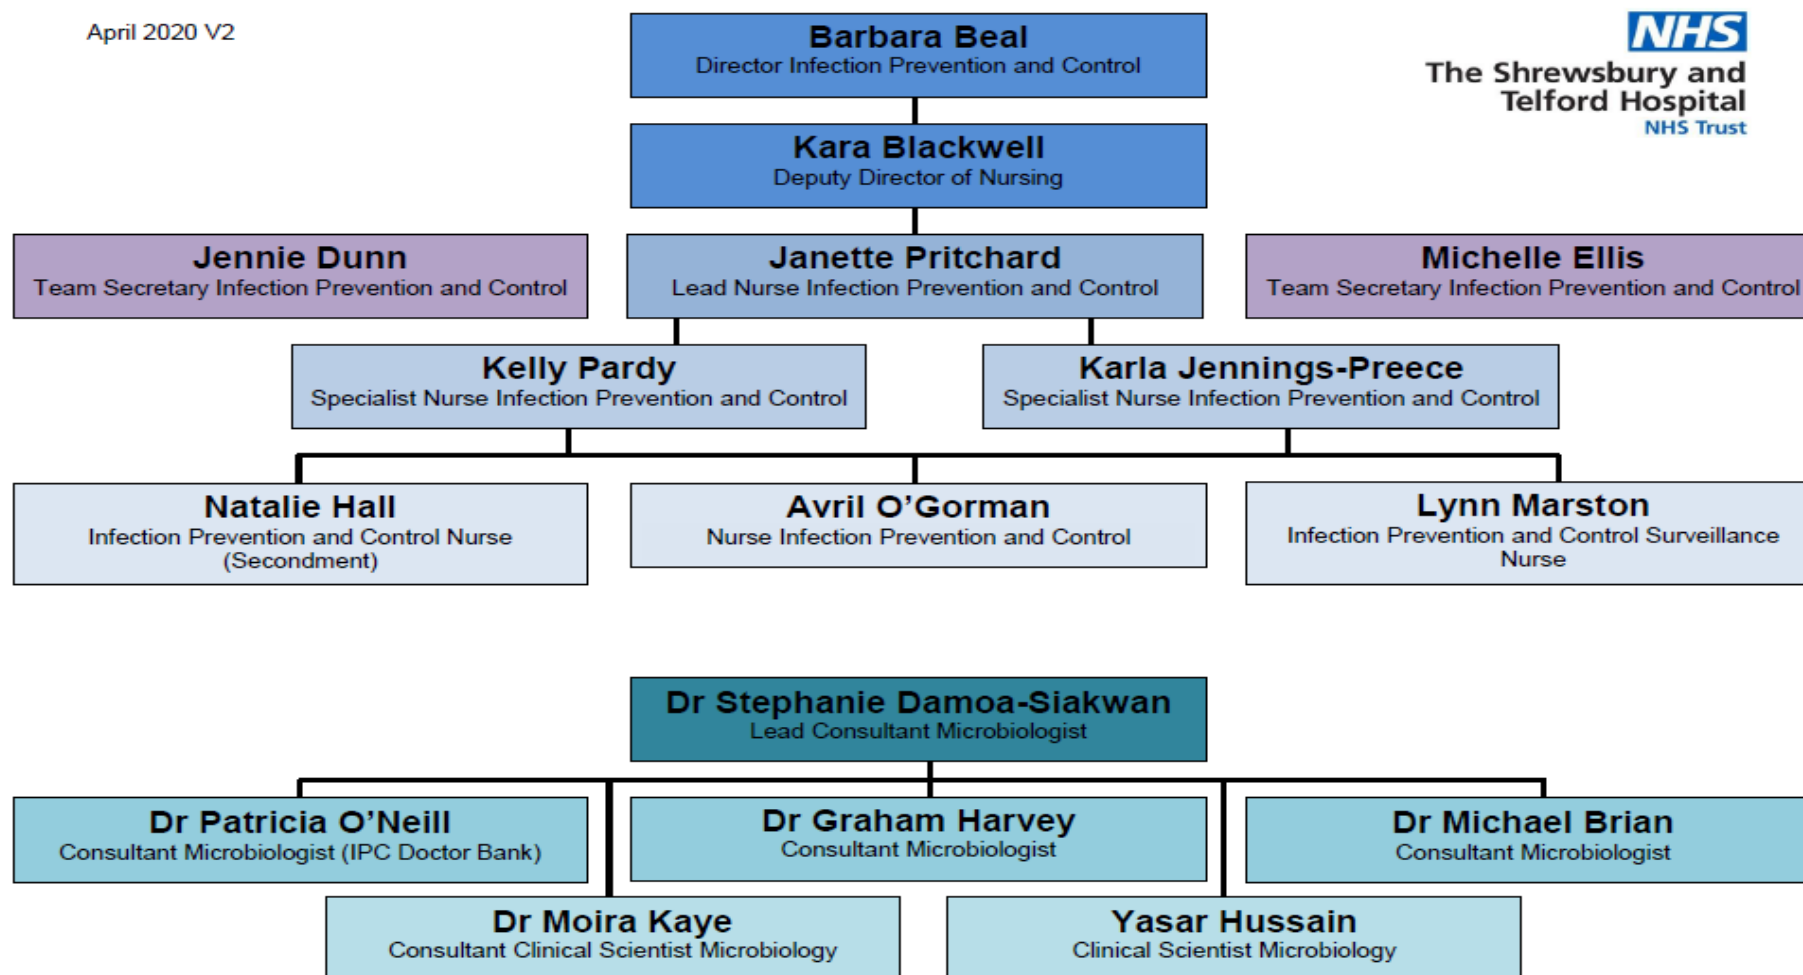 April 2020 V2
Barbara Beal
Director Infection Prevention and Control
NHS
The Shrewsbury and
Telford Hospital
NHS Trust
Kara Blackwell
Deputy Director of Nursing
Jennie Dunn
Team Secretary Infection Prevention and Control
Janette Pritchard
Lead Nurse Infection Prevention and Control
Michelle Ellis
Team Secretary Infection Prevention and Control
Kelly Pardy
Specialist Nurse Infection Prevention and Control
Karla Jennings-Preece
Specialist Nurse Infection Prevention and Control
Natalie Hall
Infection Prevention and Control Nurse
(Secondment)
Avril O’Gorman
Nurse Infection Prevention and Control
Lynn Marston
Infection Prevention and Control Surveillance
Nurse
Dr Stephanie Damoa-Siakwan
Lead Consultant Microbiologist
Dr Patricia O’Neill
Consultant Microbiologist (IPC Doctor Bank)
Dr Graham Harvey
Consultant Microbiologist
Dr Michael Brian
Consultant Microbiologist
Dr Moira Kaye
Consultant Clinical Scientist Microbiology
Yasar Hussain
Clinical Scientist Microbiology